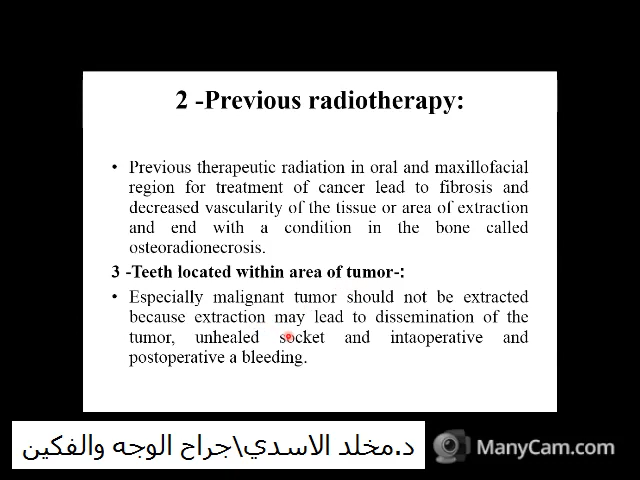 2 -Previous radiotherapy:
• Previous therapeutic radiation in oral and maxillofacial
region for treatment of cancer lead to fibrosis and
decreased vascularity of the tissue or area of extraction
and end with a condition in the bone called
osteoradionecrosis.
3 -Teeth located within area of tumor-:
• Especially malignant tumor should not be extracted
because extraction may lead to dissemination of the
tumor, unhealed socket and intaoperative and
postoperative a bleeding.
د.مخلد الاسدي\جراح الوجه والفكين
ManyCam.com